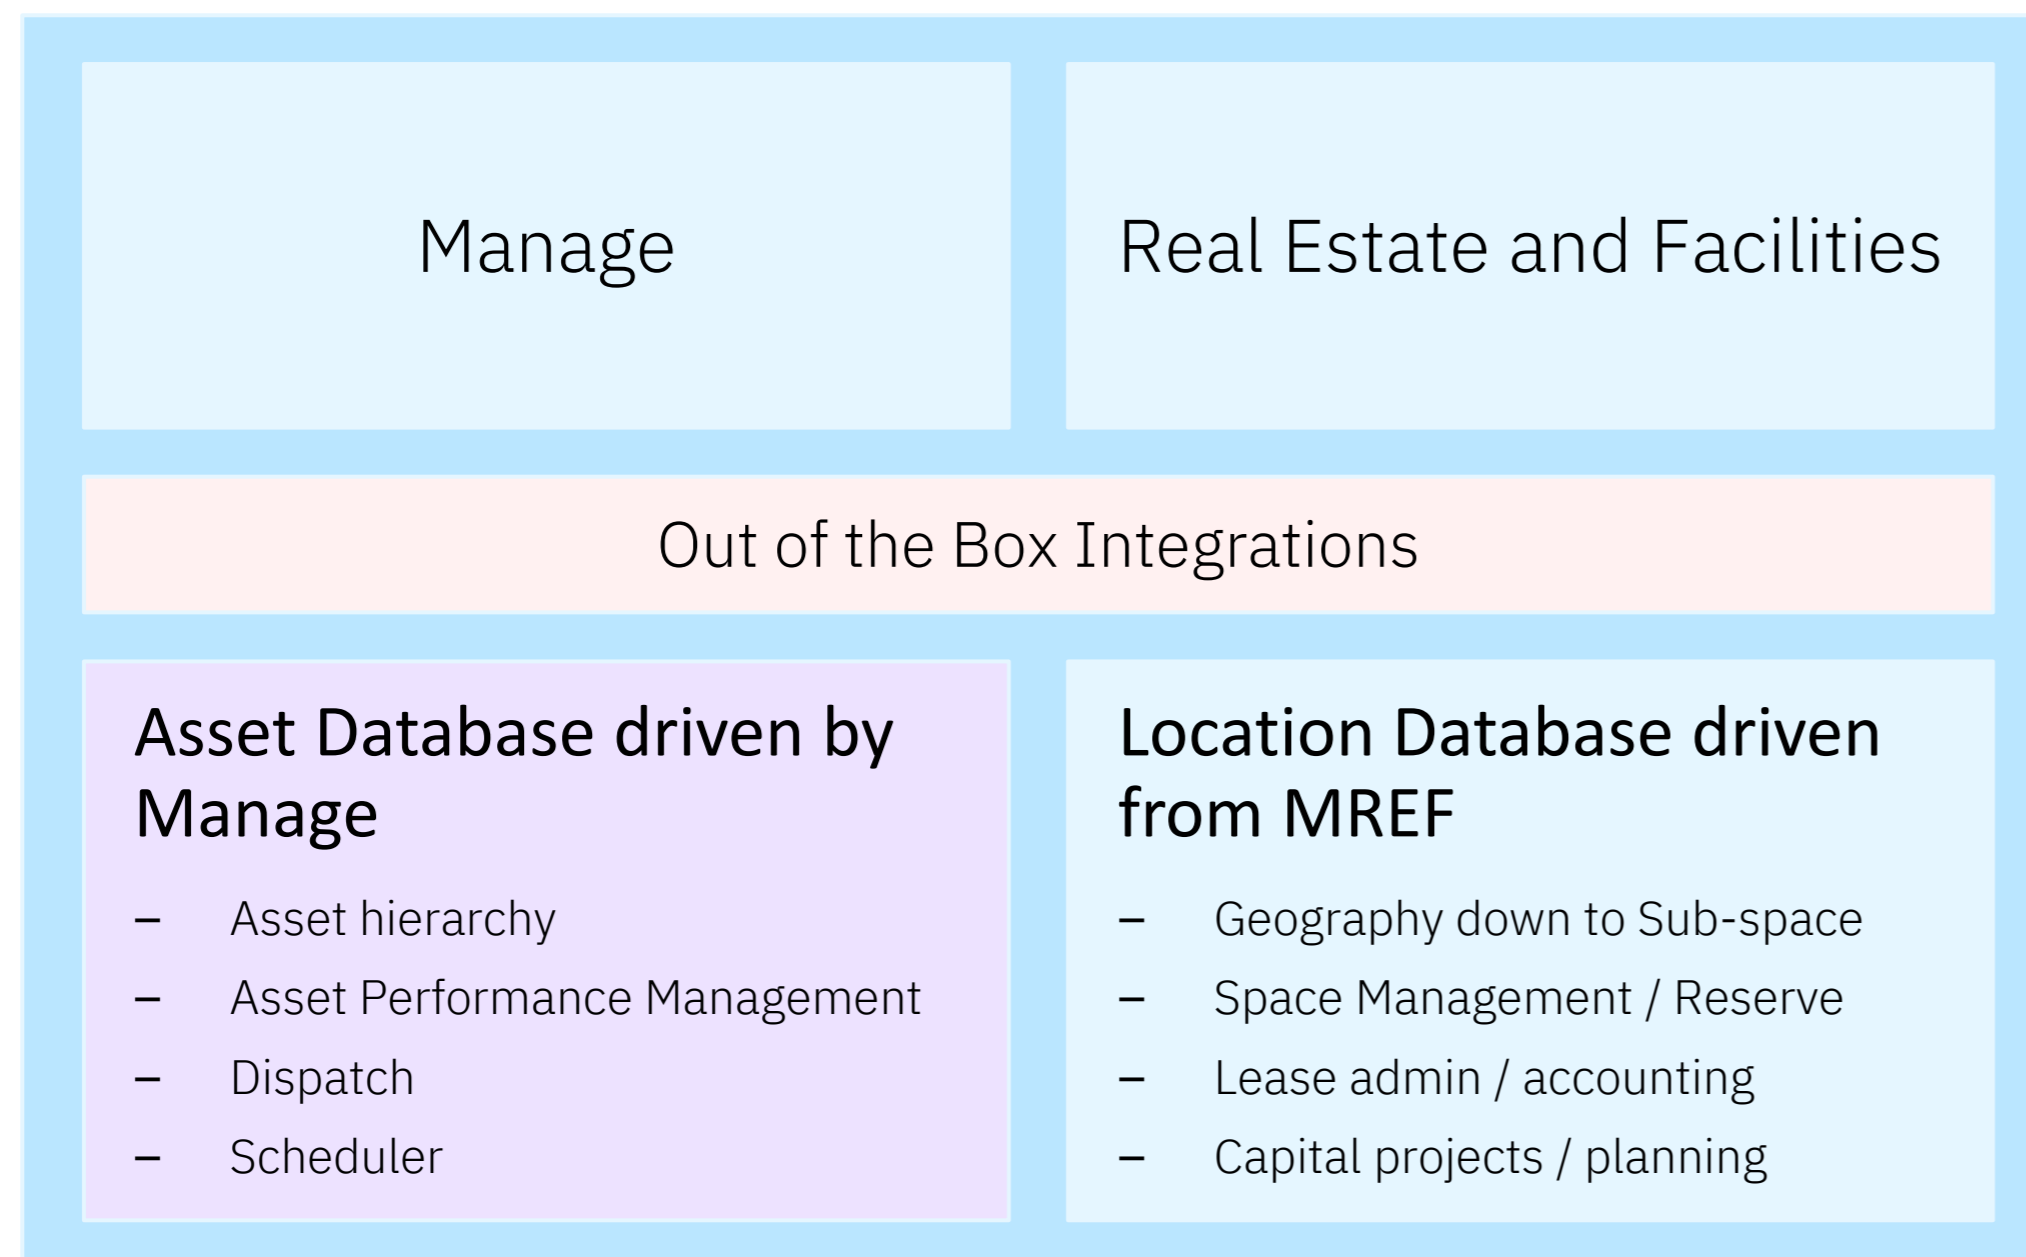 Manage
Real Estate and Facilities
Out of the Box Integrations
Asset Database driven by
Manage
– Asset hierarchy
– Asset Performance Management
– Dispatch
– Scheduler
Location Database driven
from MREF
– Geography down to Sub-space
– Space Management / Reserve
– Lease admin / accounting
– Capital projects / planning